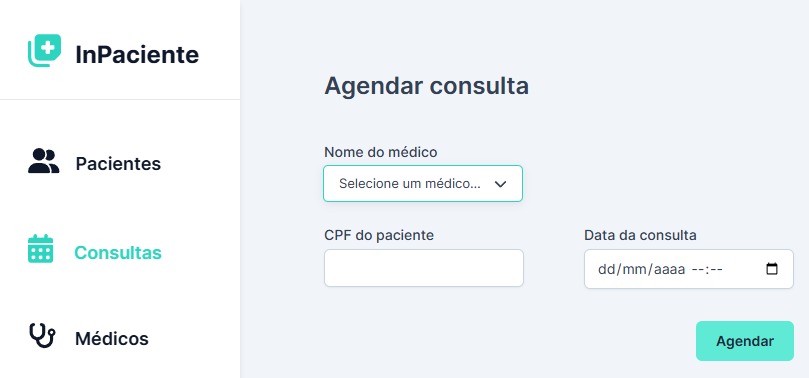 InPaciente
Pacientes
Consultas
Médicos
Agendar consulta
Nome do médico
Selecione um médico...
CPF do paciente
Data da consulta
dd/mm/aaaa --:--
Agendar